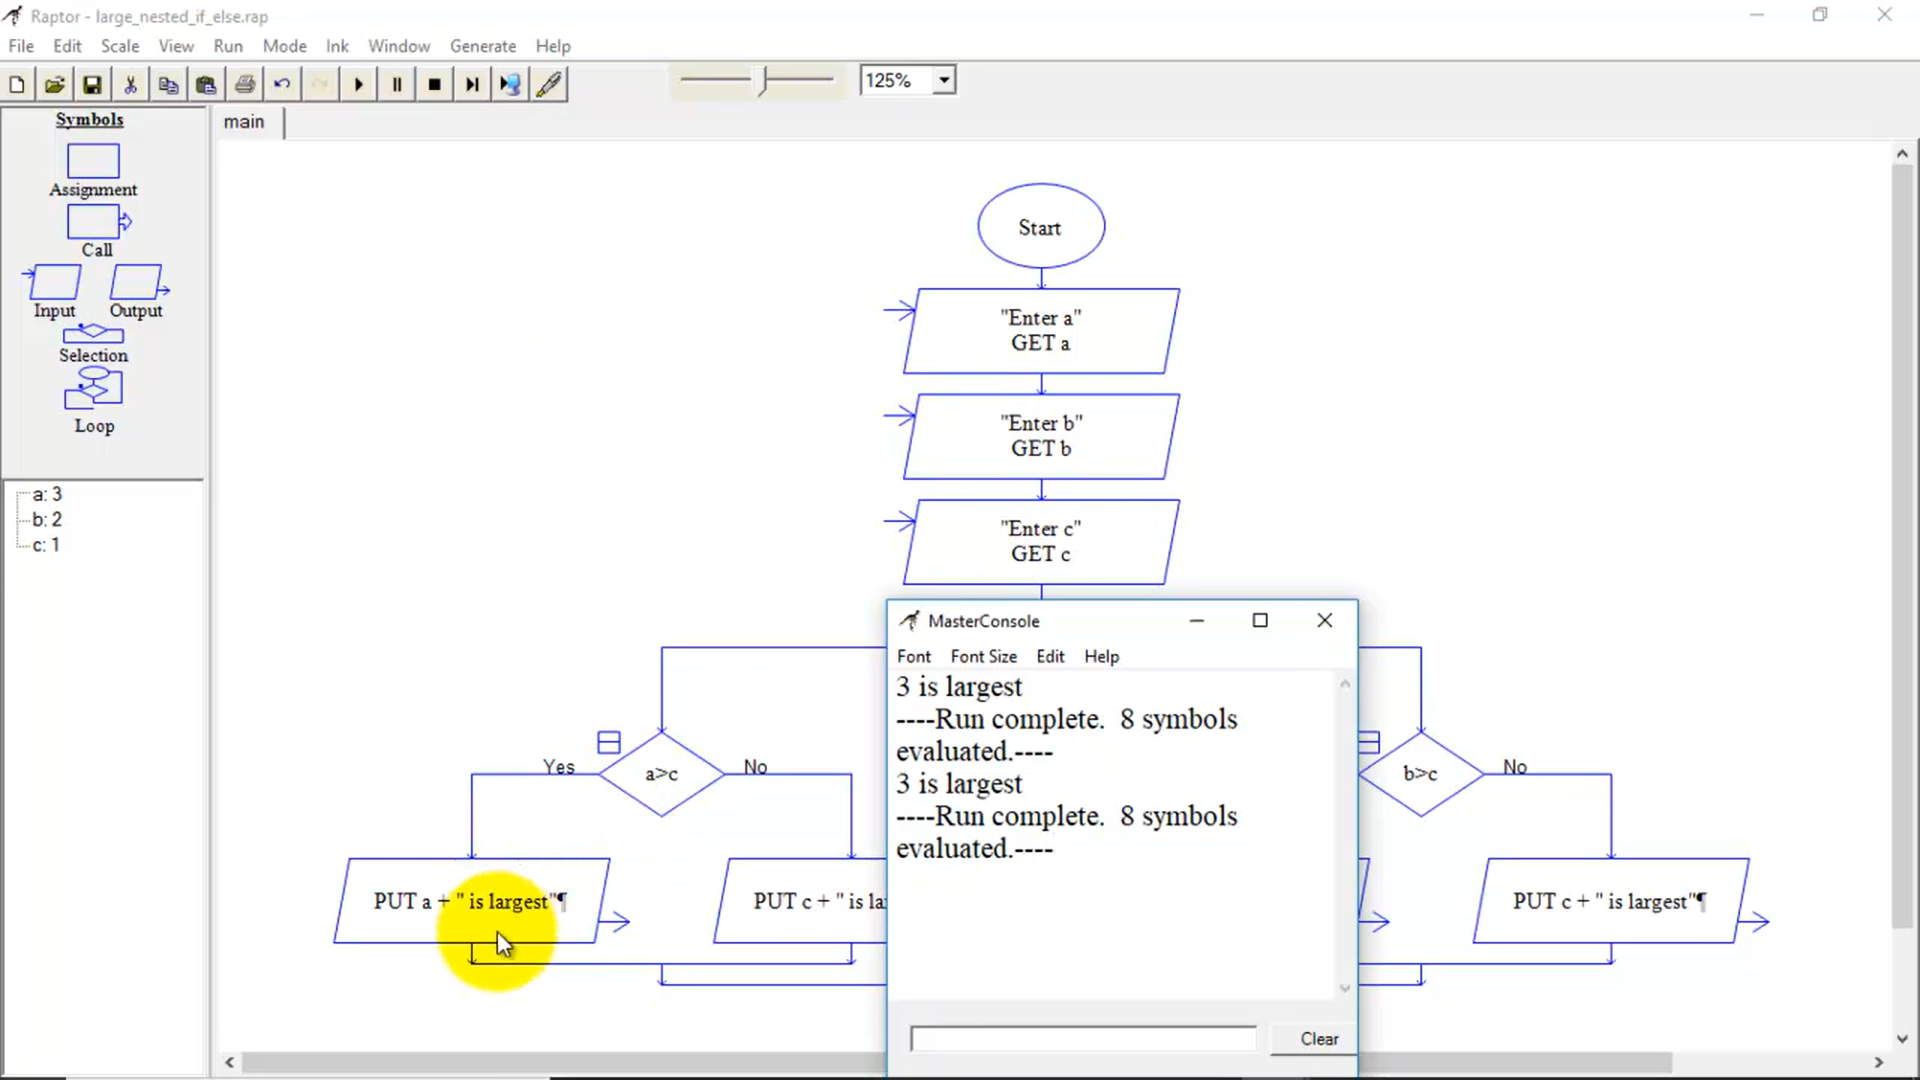 Raptor - large_nested_if_else.rap
File Edit Scale View Run Mode Ink Window Generate Help
125%
Symbols
main
Assignment
Call
Input Output
Selection
Loop
a: 3
b: 2
c: 1
Start
"Enter a"
GET a
"Enter b"
GET b
"Enter c"
GET c
Yes a>c No
b>c No
PUT a + " is largest"¶
PUT c + " is la
PUT c + " is largest"¶
MasterConsole
Font Font Size Edit Help
3 is largest
----Run complete. 8 symbols
evaluated.----
3 is largest
----Run complete. 8 symbols
evaluated.----
Clear